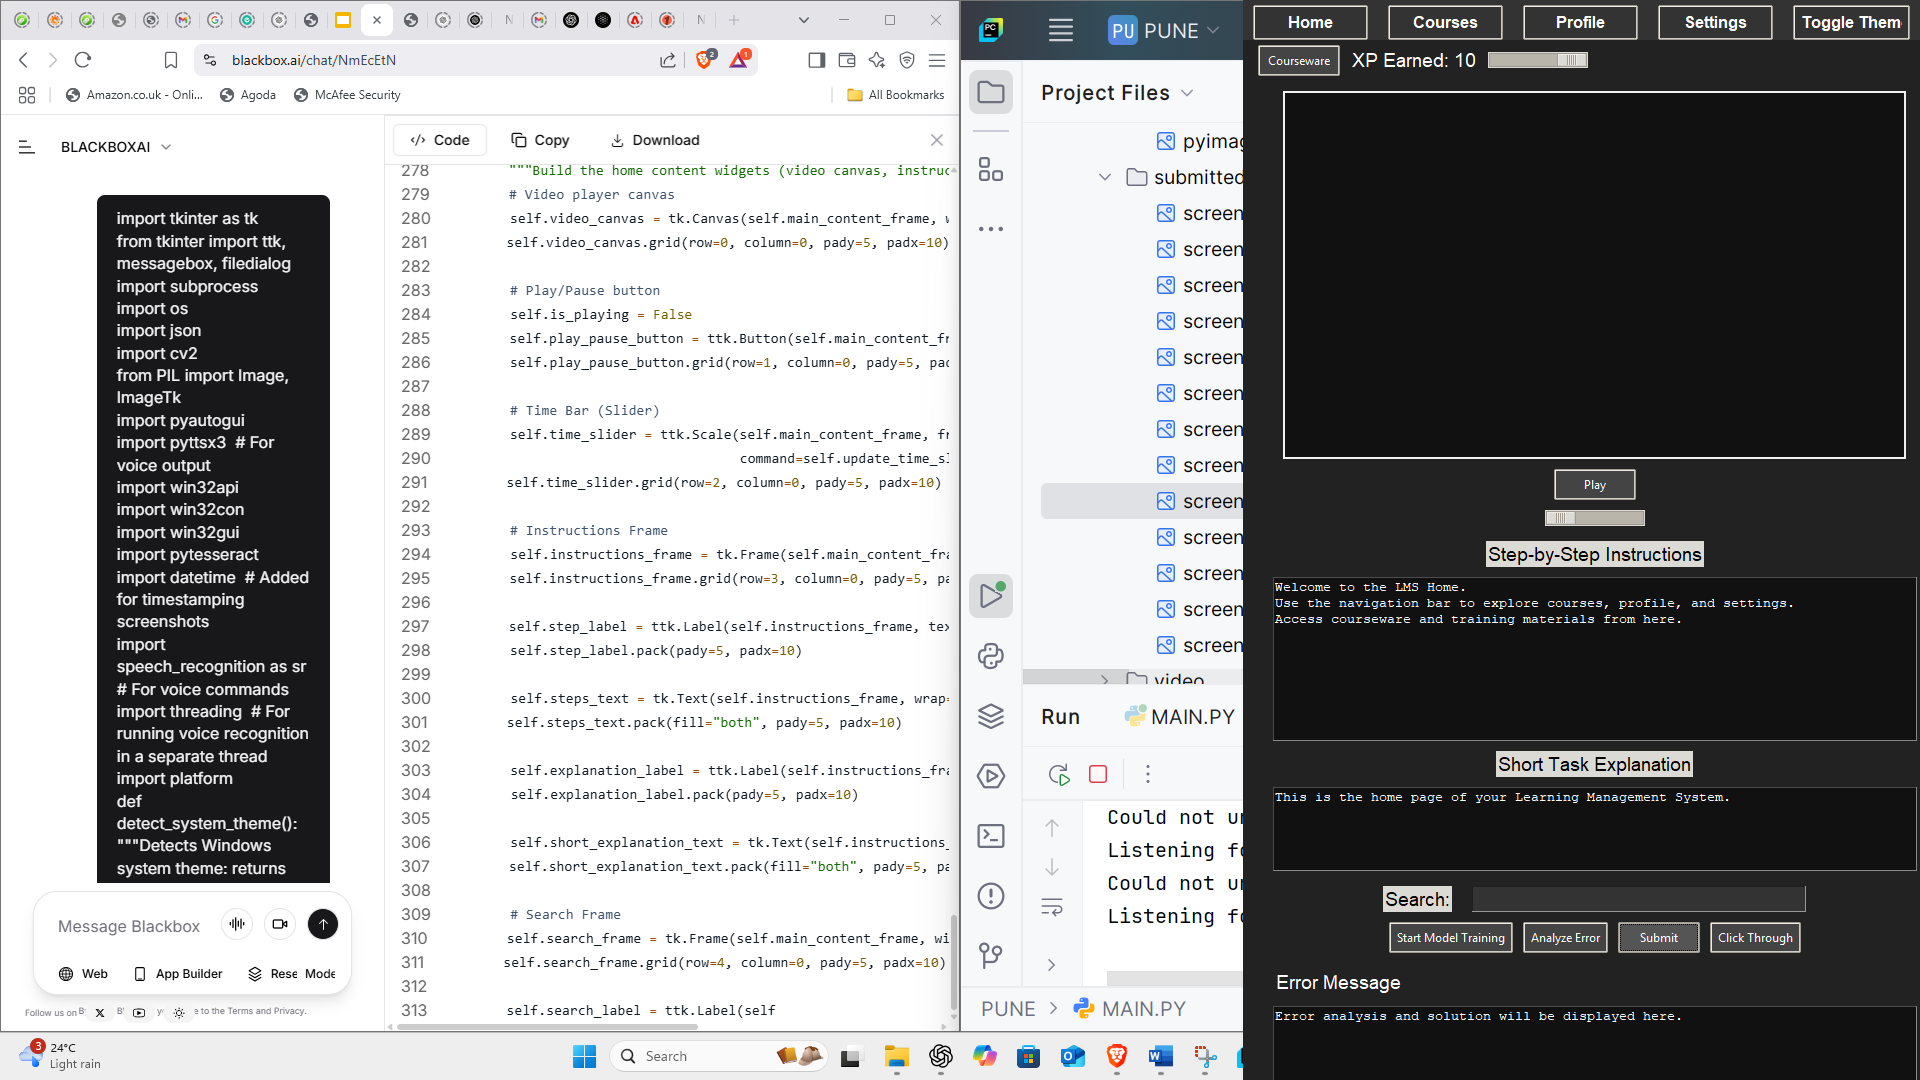 blackbox.ai/chat/NmEcEtN
2
1
Amazon.co.uk - Onli...
Agoda
McAfee Security
All Bookmarks
BLACKBOXAI
import tkinter as tk
from tkinter import ttk,
messagebox, filedialog
import subprocess
import os
import json
import cv2
from PIL import Image,
ImageTk
import pyautogui
import pyttsx3 # For
voice output
import win32api
import win32con
import win32gui
import pytesseract
import datetime # Added
for timestamping
screenshots
import
speech_recognition as sr
# For voice commands
import threading # For
running voice recognition
in a separate thread
import platform
def
detect_system_theme():
"""Detects Windows
system theme: returns
Message Blackbox
Web
App Builder
Rese
Mode
Follow us on
e to the Terms and Privacy.
Code
Copy
Download
278 """Build the home content widgets (video canvas, instruc
279 # Video player canvas
280 self.video_canvas = tk.Canvas(self.main_content_frame, w
281 self.video_canvas.grid(row=0, column=0, pady=5, padx=10)
282
283 # Play/Pause button
284 self.is_playing = False
285 self.play_pause_button = ttk.Button(self.main_content_fr
286 self.play_pause_button.grid(row=1, column=0, pady=5, pad
287
288 # Time Bar (Slider)
289 self.time_slider = ttk.Scale(self.main_content_frame, fr
290 command=self.update_time_sl
291 self.time_slider.grid(row=2, column=0, pady=5, padx=10)
292
293 # Instructions Frame
294 self.instructions_frame = tk.Frame(self.main_content_fra
295 self.instructions_frame.grid(row=3, column=0, pady=5, pa
296
297 self.step_label = ttk.Label(self.instructions_frame, tex
298 self.step_label.pack(pady=5, padx=10)
299
300 self.steps_text = tk.Text(self.instructions_frame, wrap=
301 self.steps_text.pack(fill="both", pady=5, padx=10)
302
303 self.explanation_label = ttk.Label(self.instructions_fra
304 self.explanation_label.pack(pady=5, padx=10)
305
306 self.short_explanation_text = tk.Text(self.instructions_
307 self.short_explanation_text.pack(fill="both", pady=5, pa
308
309 # Search Frame
310 self.search_frame = tk.Frame(self.main_content_frame, wi
311 self.search_frame.grid(row=4, column=0, pady=5, padx=10)
312
313 self.search_label = ttk.Label(self
PC
PU PUNE
Project Files
pyimag
submitted
screen
screen
screen
screen
screen
screen
screen
screen
screen
screen
screen
screen
screen
video
Run
MAIN.PY
Could not un
Listening fo
Could not un
Listening fo
PUNE > MAIN.PY
Home
Courses
Profile
Settings
Toggle Them
Courseware
XP Earned: 10
Play
Step-by-Step Instructions
Welcome to the LMS Home.
Use the navigation bar to explore courses, profile, and settings.
Access courseware and training materials from here.
Short Task Explanation
This is the home page of your Learning Management System.
Search:
Start Model Training
Analyze Error
Submit
Click Through
Error Message
Error analysis and solution will be displayed here.
3
24°C
Light rain
Search